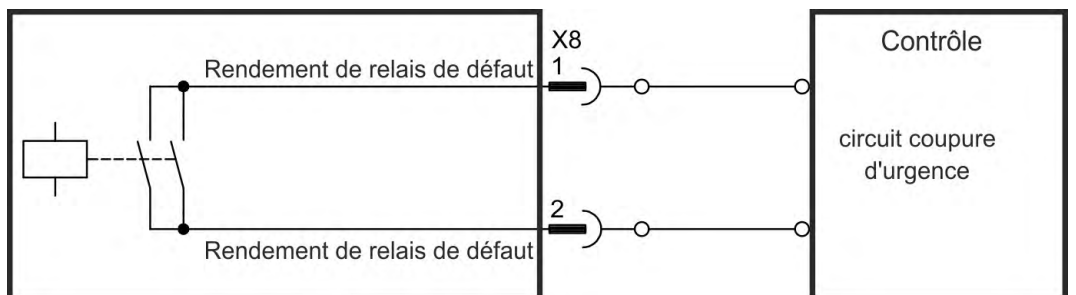 X8
Contrôle
Rendement de relais de défaut
1
circuit coupure
d'urgence
2
Rendement de relais de défaut